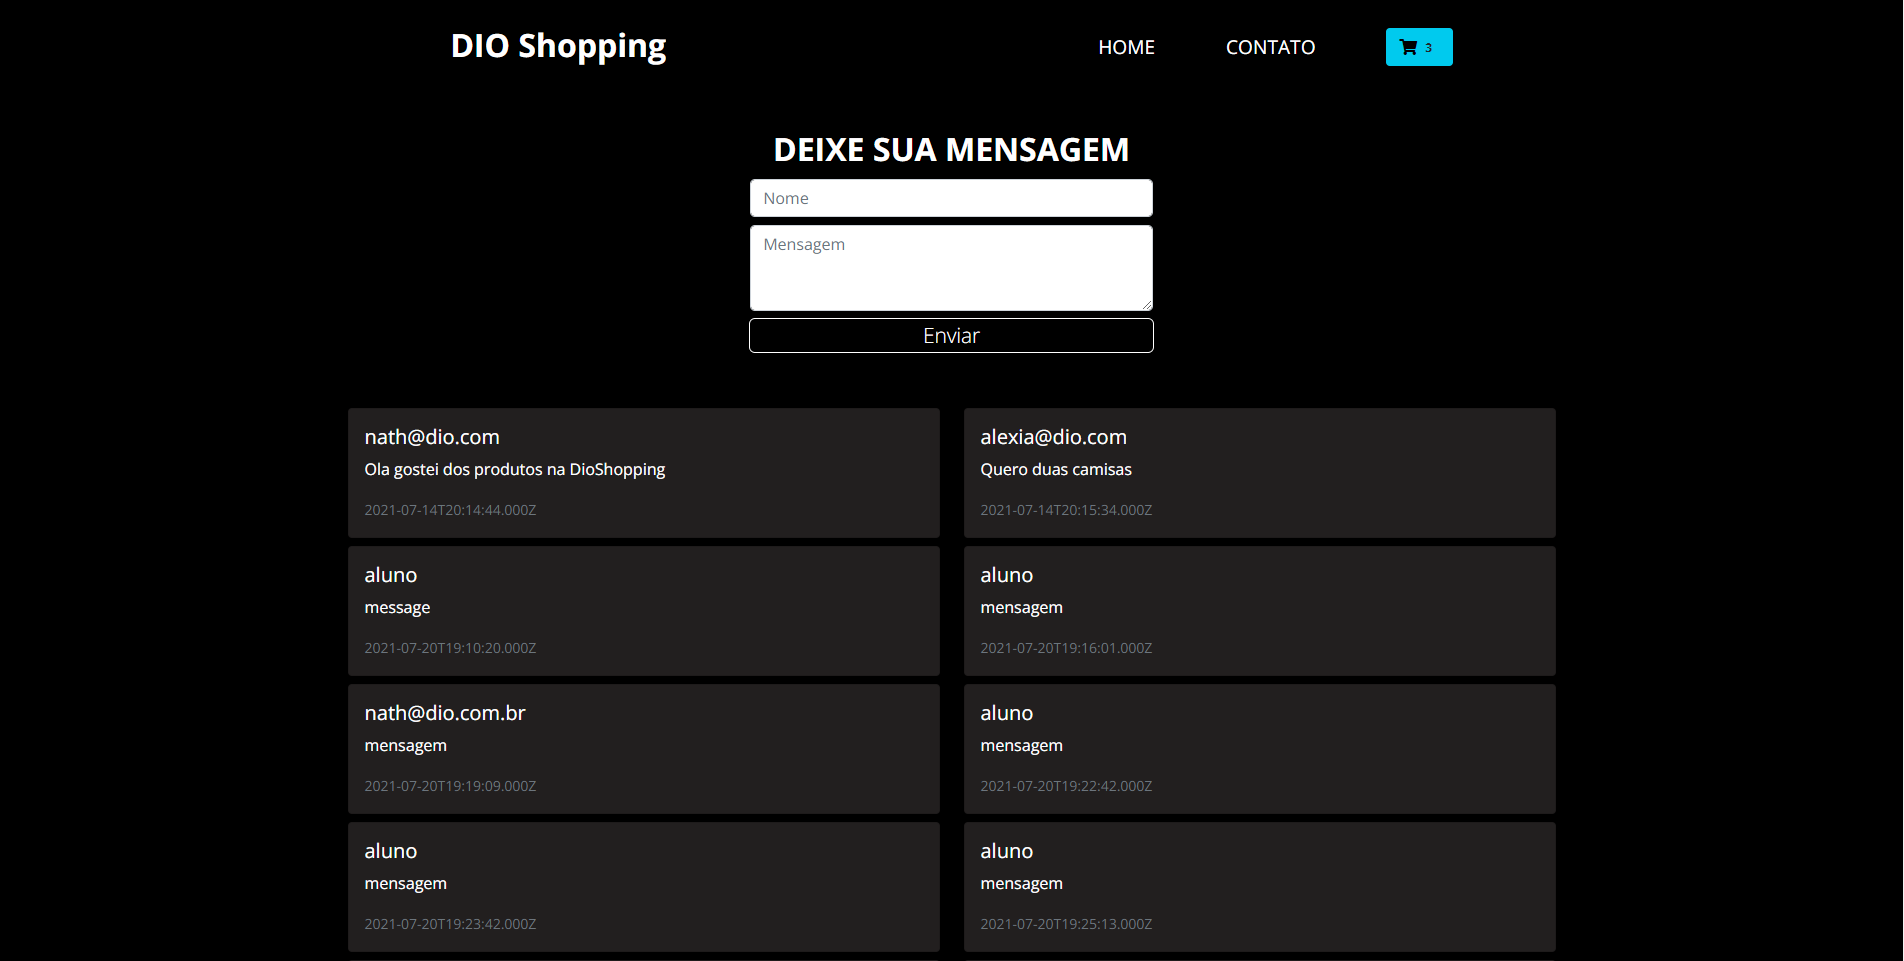 DIO Shopping
HOME
CONTATO
3
DEIXE SUA MENSAGEM
Nome
Mensagem
Enviar
nath@dio.com
Ola gostei dos produtos na DioShopping
2021-07-14T20:14:44.000Z
alexia@dio.com
Quero duas camisas
2021-07-14T20:15:34.000Z
aluno
message
2021-07-20T19:10:20.000Z
aluno
mensagem
2021-07-20T19:16:01.000Z
nath@dio.com.br
mensagem
2021-07-20T19:19:09.000Z
aluno
mensagem
2021-07-20T19:22:42.000Z
aluno
mensagem
2021-07-20T19:23:42.000Z
aluno
mensagem
2021-07-20T19:25:13.000Z